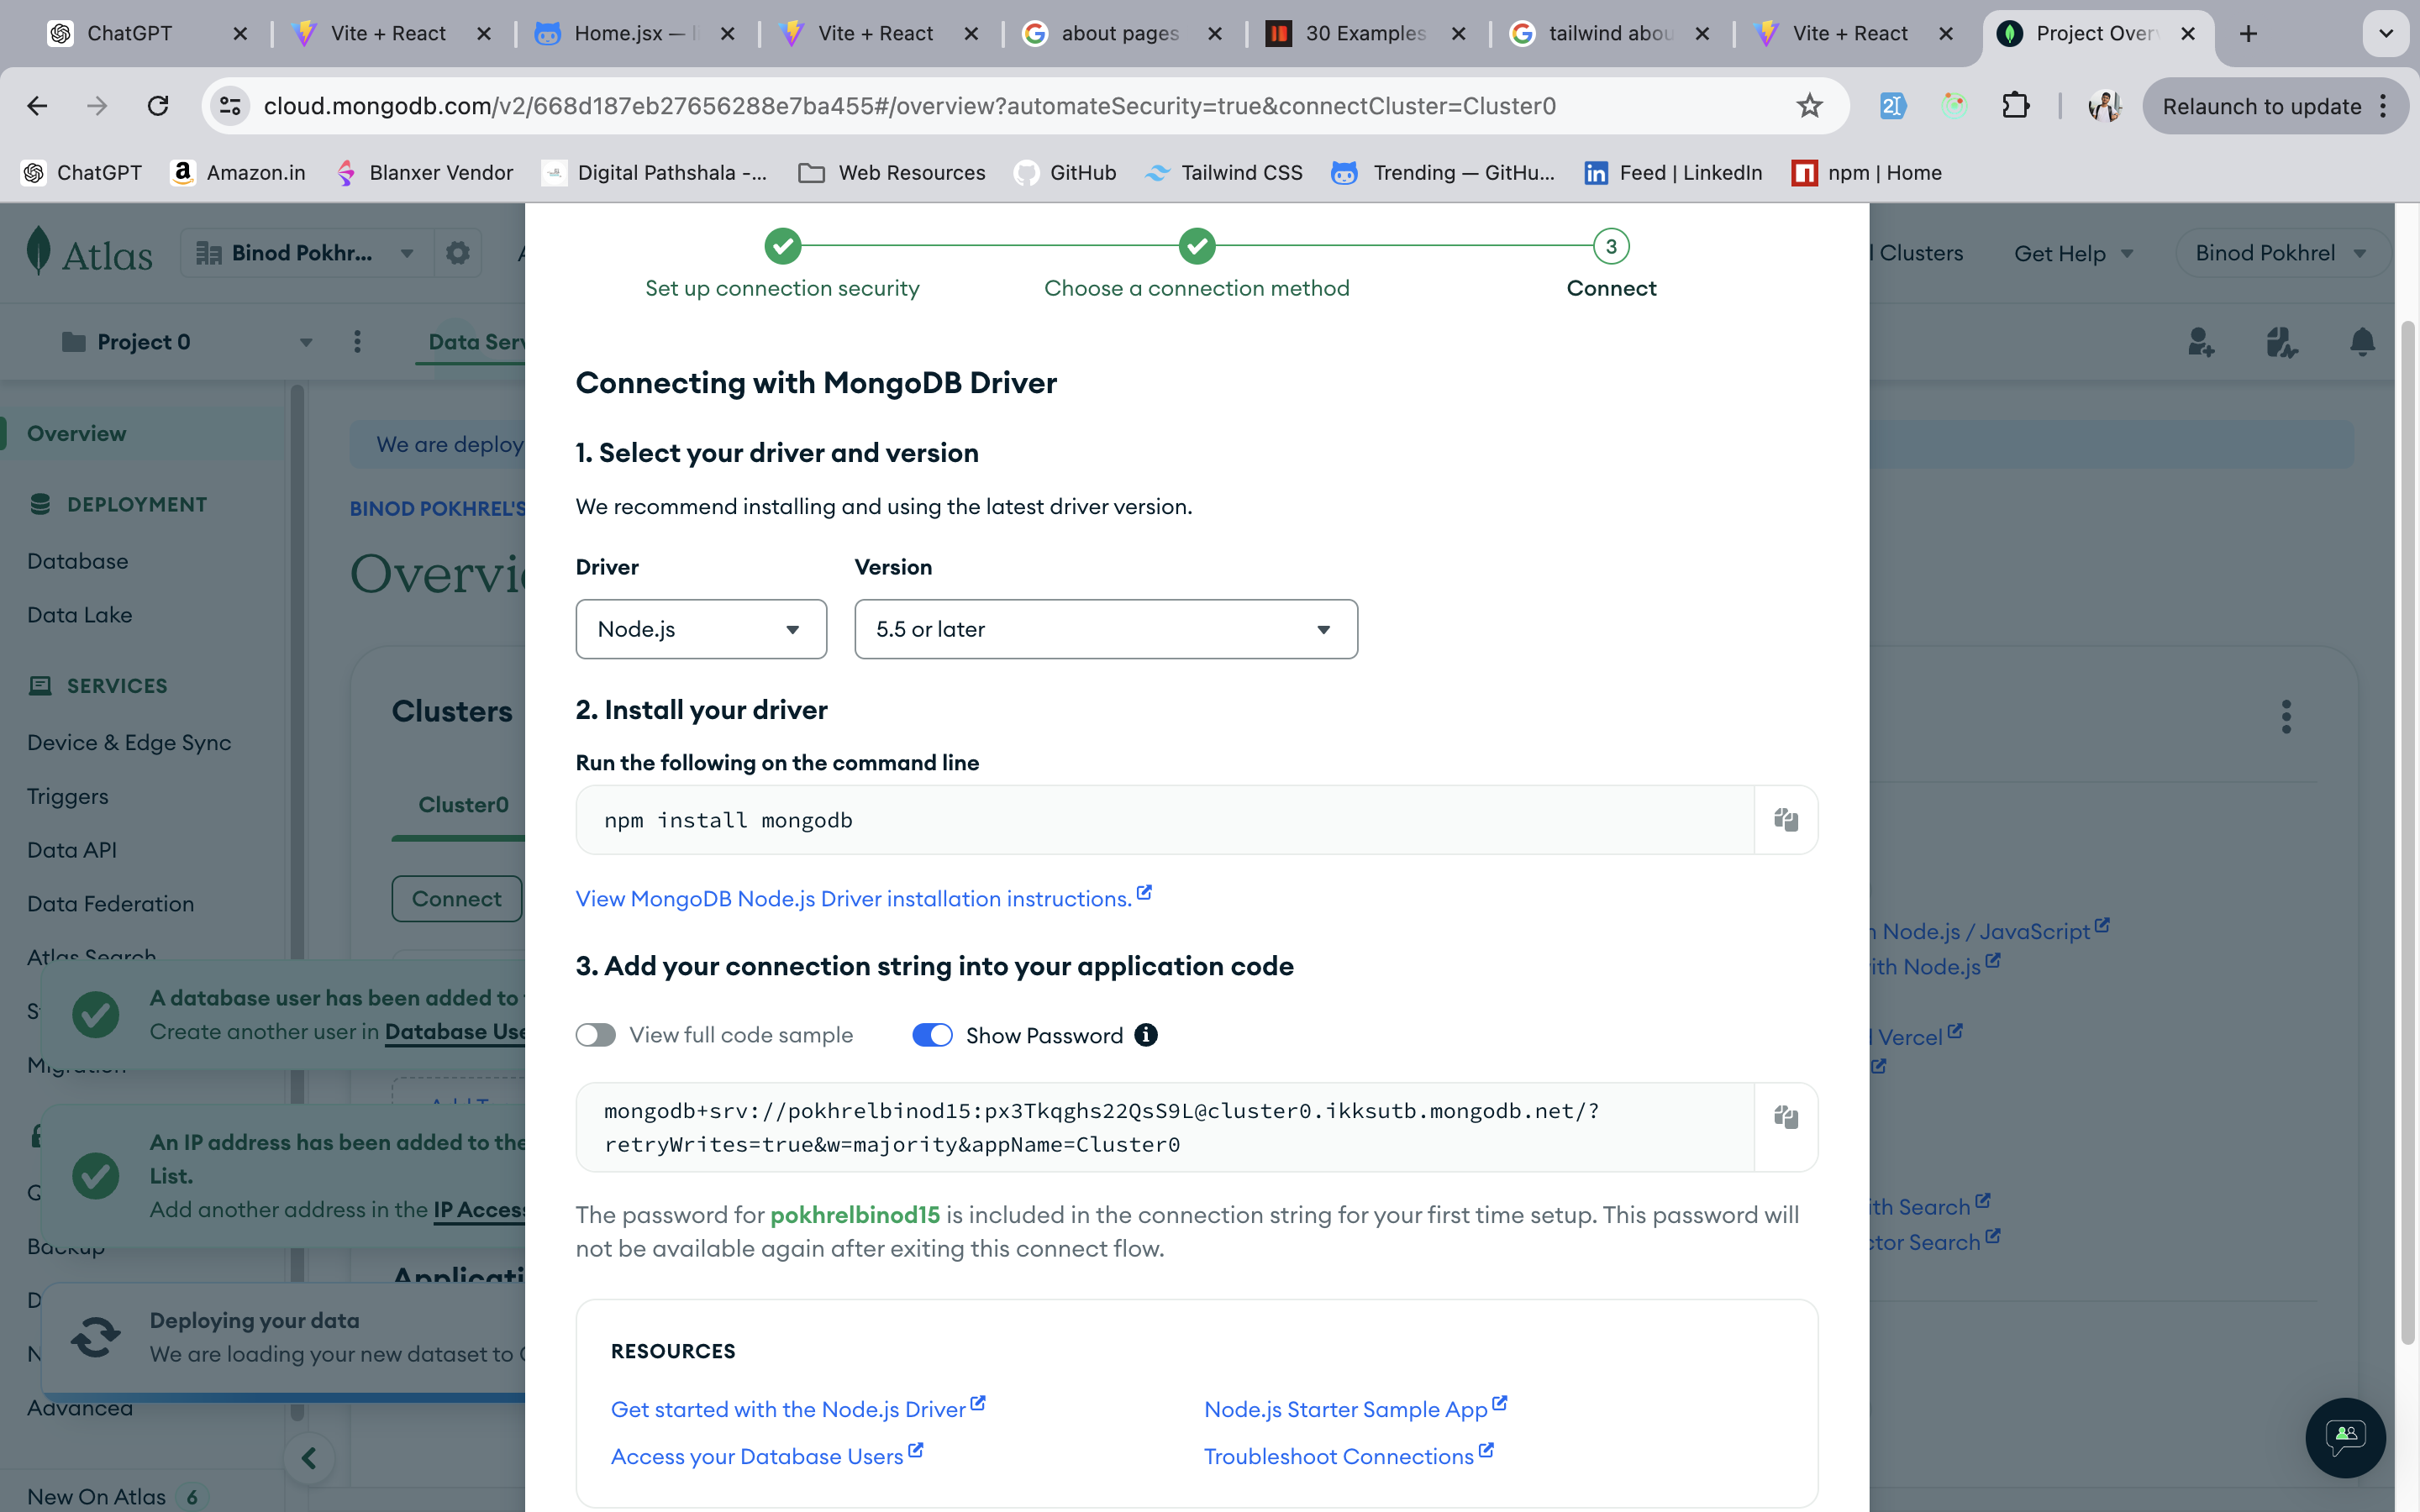 ChatGPT
Vite + React
Home.jsx —
Vite + React
about pages
30 Examples
tailwind abou
Vite + React
Project Over
cloud.mongodb.com/v2/668d187eb27656288e7ba455#/overview?automateSecurity=true&connectCluster=Cluster0
Relaunch to update
ChatGPT
Amazon.in
Blanxer Vendor
Digital Pathshala -...
Web Resources
GitHub
Tailwind CSS
Trending — GitHu...
Feed | LinkedIn
npm | Home
Atlas
Binod Pokhr...
Clusters
Get Help
Binod Pokhrel
Project 0
Data Serv
Overview
DEPLOYMENT
Database
Data Lake
SERVICES
Device & Edge Sync
Triggers
Data API
Data Federation
Atlas Search
Migration
Backup
Advanced
New On Atlas 6
We are deploy
BINOD POKHREL'S
Overvi
Clusters
Cluster0
Connect
Applicati
A database user has been added to
Create another user in Database Use
An IP address has been added to the
List.
Add another address in the IP Access
Deploying your data
We are loading your new dataset to C
Set up connection security
Choose a connection method
3
Connect
Connecting with MongoDB Driver
1. Select your driver and version
We recommend installing and using the latest driver version.
Driver
Version
Node.js
5.5 or later
2. Install your driver
Run the following on the command line
npm install mongodb
View MongoDB Node.js Driver installation instructions.
3. Add your connection string into your application code
View full code sample
Show Password
mongodb+srv://pokhrelbinod15:px3Tkqghs22QsS9L@cluster0.ikksutb.mongodb.net/?
retryWrites=true&w=majority&appName=Cluster0
The password for pokhrelbinod15 is included in the connection string for your first time setup. This password will
not be available again after exiting this connect flow.
RESOURCES
Get started with the Node.js Driver
Node.js Starter Sample App
Access your Database Users
Troubleshoot Connections
Node.js / JavaScript
ith Node.js
Vercel
ith Search
ctor Search